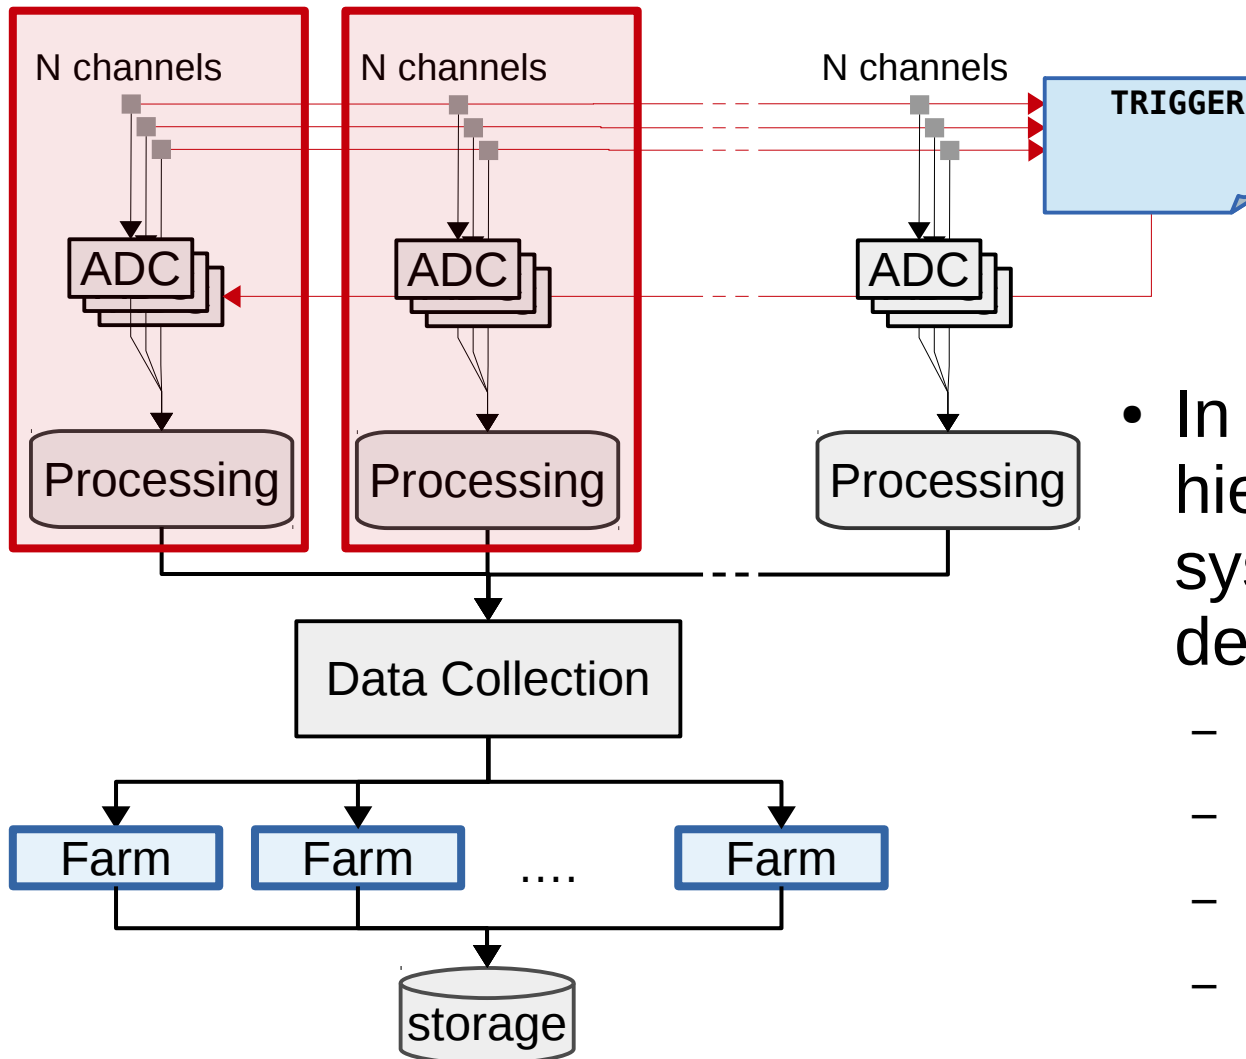 N channels
N channels
N channels
TRIGGER
ADC
ADC
ADC
Processing
Processing
Processing
• In
Data Collection
Farm
Farm
....
Farm
storage